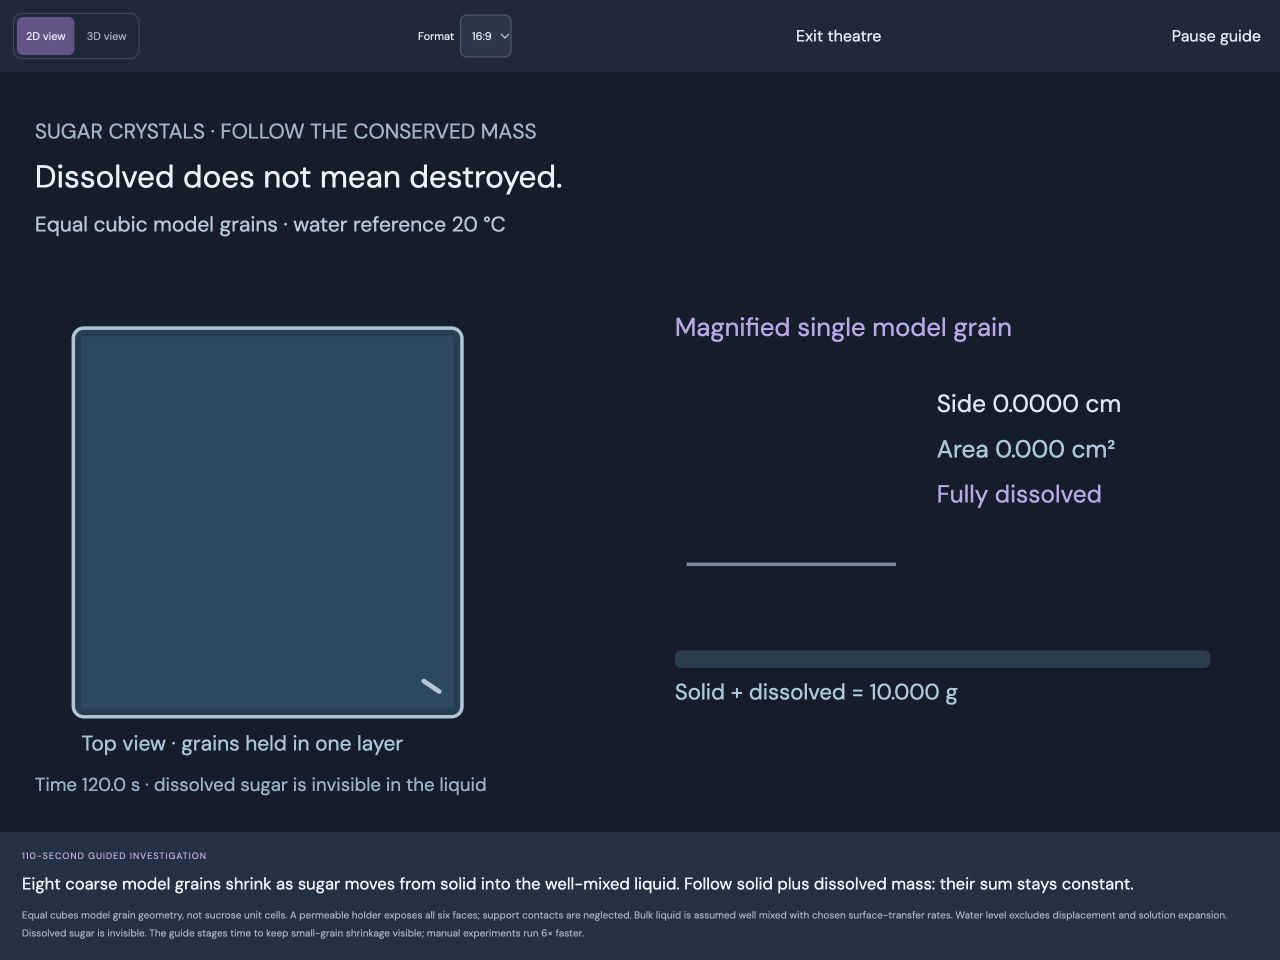 2D view
3D view
Format
16:9
Exit theatre
Pause guide
SUGAR CRYSTALS · FOLLOW THE CONSERVED MASS
Dissolved does not mean destroyed.
Equal cubic model grains · water reference 20 °C
Magnified single model grain
Side 0.0000 cm
Area 0.000 cm²
Fully dissolved
Solid + dissolved = 10.000 g
Top view · grains held in one layer
Time 120.0 s · dissolved sugar is invisible in the liquid
110-SECOND GUIDED INVESTIGATION
Eight coarse model grains shrink as sugar moves from solid into the well-mixed liquid. Follow solid plus dissolved mass: their sum stays constant.
Equal cubes model grain geometry, not sucrose unit cells. A permeable holder exposes all six faces; support contacts are neglected. Bulk liquid is assumed well mixed with chosen surface-transfer rates. Water level excludes displacement and solution expansion.
Dissolved sugar is invisible. The guide stages time to keep small-grain shrinkage visible; manual experiments run 6× faster.